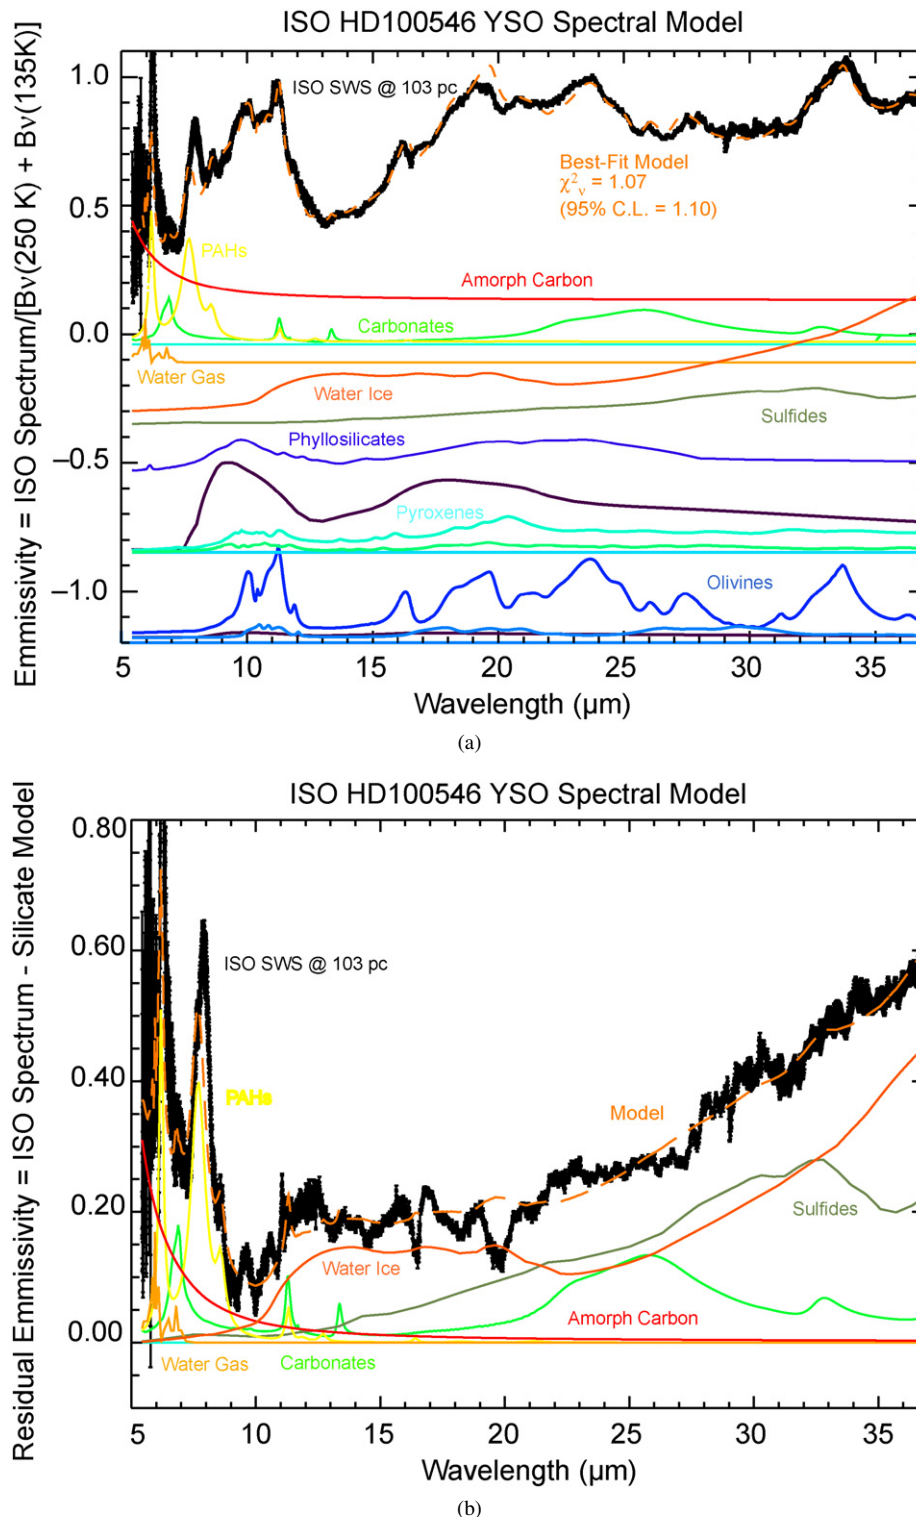 ISO HD100546 YSO Spectral Model
Emmissivity = ISO Spectrum/[Bν(250 K) + Bν(135K)]
1.0
0.5
0.0
−0.5
−1.0
ISO SWS @ 103 pc
Best-Fit Model
χ²ᵥ = 1.07
(95% C.L. = 1.10)
PAHs
Amorph Carbon
Carbonates
Water Gas
Water Ice
Sulfides
Phyllosilicates
Pyroxenes
Olivines
5 10 15 20 25 30 35
Wavelength (µm)
(a)
ISO HD100546 YSO Spectral Model
Residual Emmissivity = ISO Spectrum - Silicate Model
0.80
0.60
0.40
0.20
0.00
ISO SWS @ 103 pc
PAHs
Model
Sulfides
Water Ice
Amorph Carbon
Water Gas
Carbonates
5 10 15 20 25 30 35
Wavelength (µm)
(b)